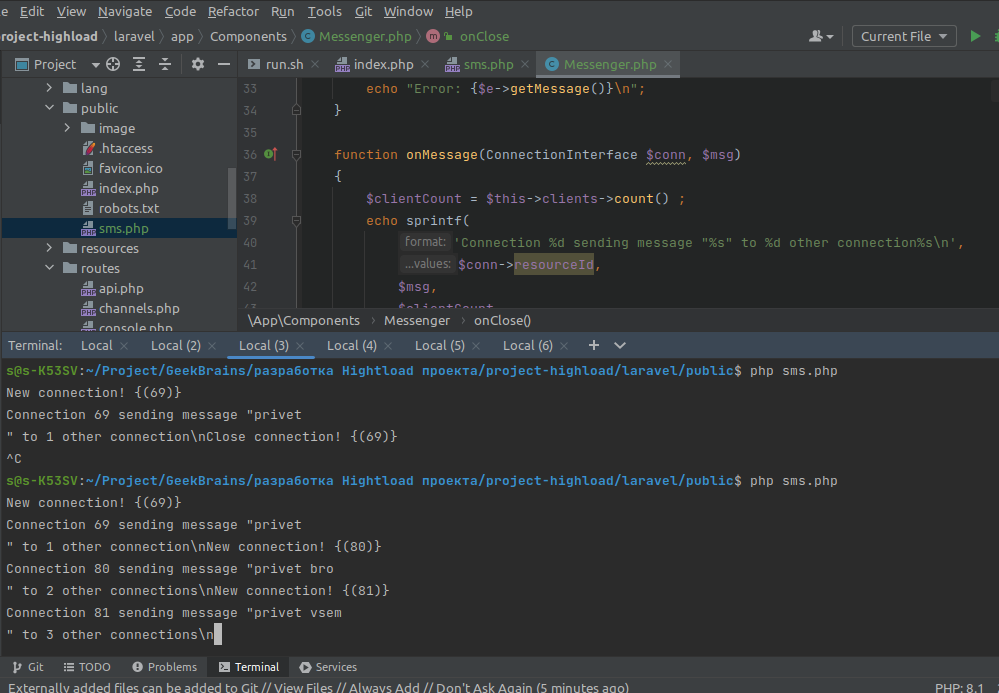 e Edit View Navigate Code Refactor Run Tools Git Window Help
roject-highload laravel app Components Messenger.php m onClose Current File
Project run.sh index.php sms.php Messenger.php
lang
public
image
.htaccess
favicon.ico
index.php
robots.txt
sms.php
resources
routes
api.php
channels.php
console.php
33 echo "Error: {$e->getMessage()}\n";
34 }
35
36 function onMessage(ConnectionInterface $conn, $msg)
37 {
38 $clientCount = $this->clients->count() ;
39 echo sprintf(
40 format: 'Connection %d sending message "%s" to %d other connection%s\n',
41 ...values: $conn->resourceId,
42 $msg,
43 $clientCount
\App\Components Messenger onClose()
Terminal: Local Local (2) Local (3) Local (4) Local (5) Local (6)
s@s-K53SV:~/Project/GeekBrains/разработка Hightload проекта/project-highload/laravel/public$ php sms.php
New connection! {(69)}
Connection 69 sending message "privet
" to 1 other connection\nClose connection! {(69)}
^C
s@s-K53SV:~/Project/GeekBrains/разработка Hightload проекта/project-highload/laravel/public$ php sms.php
New connection! {(69)}
Connection 69 sending message "privet
" to 1 other connection\nNew connection! {(80)}
Connection 80 sending message "privet bro
" to 2 other connections\nNew connection! {(81)}
Connection 81 sending message "privet vsem
" to 3 other connections\n
Git TODO Problems Terminal Services
Externally added files can be added to Git // View Files // Always Add // Don't Ask Again (5 minutes ago) PHP: 8.1